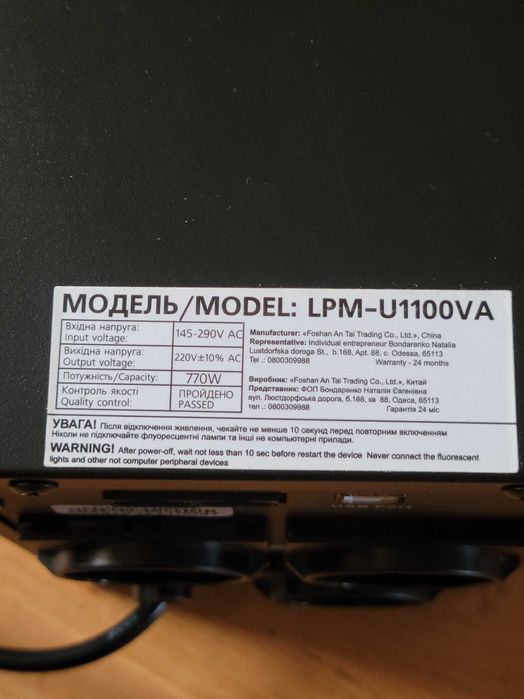 МОДЕЛЬ/MODEL: LPM-U1100VA
Вхідна напруга:
Input voltage:
145-290V AC
Вихідна напруга:
Output voltage:
220V±10% AC
Потужність/Capacity:
770W
Контроль якості
Quality control:
ПРОЙДЕНО
PASSED
Manufacturer: «Foshan An Tai Trading Co., Ltd.», China
Representative: Individual entrepreneur Bondarenko Natalia
Lustdorfska doroga St., b.168, Apt. 88, c. Odessa, 65113
Tel .: 0800309988 Warranty - 24 months
Виробник: «Foshan An Tai Trading Co., Ltd.», Китай
Представник: ФОП Бондаренко Наталія Євгенівна
вул. Люстдорфська дорога, б.168, кв 88, Одеса, 65113
тел .: 0800309988 Гарантія 24 міс
УВАГА! Після відключення живлення, чекайте не менше 10 секунд перед повторним включенням
Ніколи не підключайте флуоресцентні лампи та інші не компьютерні прилади.
WARNING! After power-off, wait not less than 10 sec before restart the device Never connect the fluorescent
lights and other not computer peripheral devices
USB Port